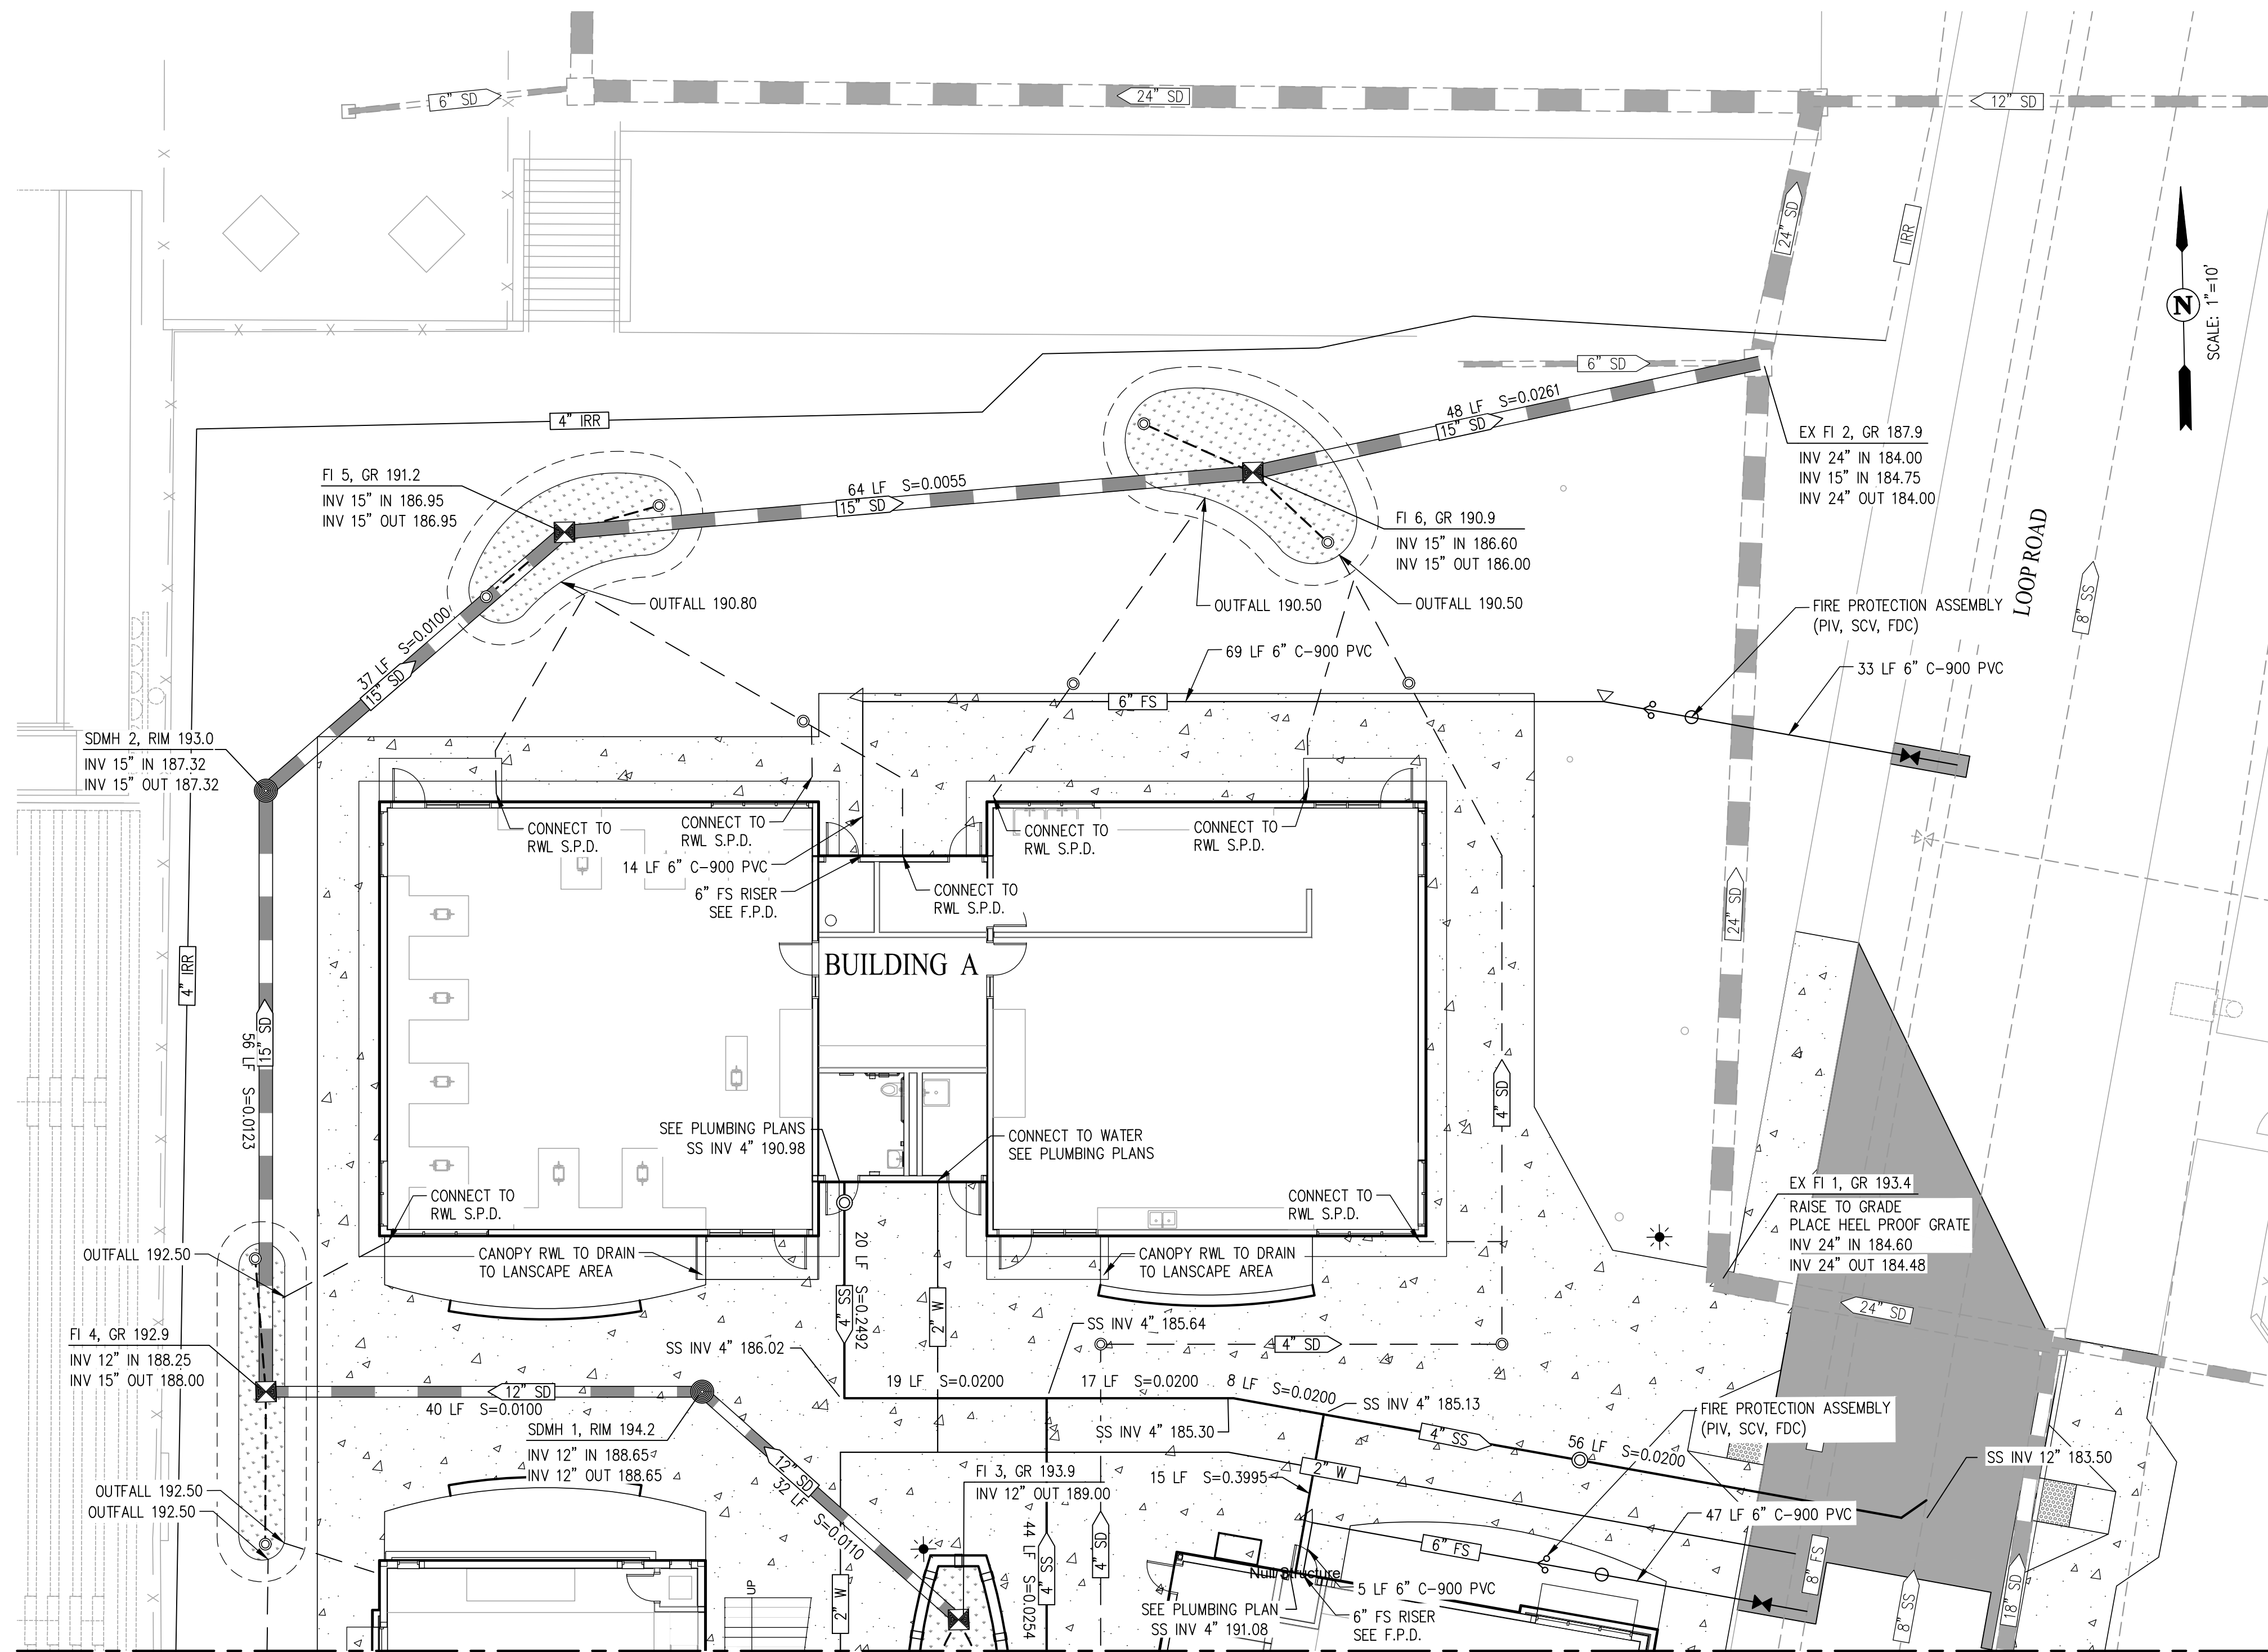 6" SD
24" SD
12" SD
24" SD
IRR
N
SCALE: 1"=10'
6" SD
48 LF S=0.0261
15" SD
4" IRR
EX FI 2, GR 187.9
INV 24" IN 184.00
INV 15" IN 184.75
INV 24" OUT 184.00
FI 5, GR 191.2
INV 15" IN 186.95
INV 15" OUT 186.95
64 LF S=0.0055
15" SD
FI 6, GR 190.9
INV 15" IN 186.60
INV 15" OUT 186.00
LOOP ROAD
8" SS
OUTFALL 190.80
OUTFALL 190.50
OUTFALL 190.50
FIRE PROTECTION ASSEMBLY
(PIV, SCV, FDC)
37 LF S=0.0100
15" SD
69 LF 6" C-900 PVC
33 LF 6" C-900 PVC
6" FS
SDMH 2, RIM 193.0
INV 15" IN 187.32
INV 15" OUT 187.32
CONNECT TO
RWL S.P.D.
CONNECT TO
RWL S.P.D.
CONNECT TO
RWL S.P.D.
CONNECT TO
RWL S.P.D.
14 LF 6" C-900 PVC
6" FS RISER
SEE F.P.D.
CONNECT TO
RWL S.P.D.
24" SD
4" IRR
BUILDING A
15" SD
56 LF S=0.0123
4" SD
SEE PLUMBING PLANS
SS INV 4" 190.98
CONNECT TO WATER
SEE PLUMBING PLANS
CONNECT TO
RWL S.P.D.
CONNECT TO
RWL S.P.D.
EX FI 1, GR 193.4
RAISE TO GRADE
PLACE HEEL PROOF GRATE
INV 24" IN 184.60
INV 24" OUT 184.48
OUTFALL 192.50
CANOPY RWL TO DRAIN
TO LANSCAPE AREA
20 LF S=0.2492
4" SS
2" W
CANOPY RWL TO DRAIN
TO LANSCAPE AREA
24" SD
FI 4, GR 192.9
INV 12" IN 188.25
INV 15" OUT 188.00
SS INV 4" 185.64
SS INV 4" 186.02
4" SD
12" SD
40 LF S=0.0100
19 LF S=0.0200
17 LF S=0.0200
8 LF S=0.0200
SS INV 4" 185.13
FIRE PROTECTION ASSEMBLY
(PIV, SCV, FDC)
SDMH 1, RIM 194.2
INV 12" IN 188.65
INV 12" OUT 188.65
SS INV 4" 185.30
4" SS
56 LF S=0.0200
SS INV 12" 183.50
12" SD
32 LF S=0.0110
FI 3, GR 193.9
INV 12" OUT 189.00
15 LF S=0.3995
2" W
OUTFALL 192.50
OUTFALL 192.50
47 LF 6" C-900 PVC
44 LF S=0.0254
4" SS
4" SD
6" FS
8" FS
Null Structure
5 LF 6" C-900 PVC
UP
2" W
SEE PLUMBING PLAN
SS INV 4" 191.08
6" FS RISER
SEE F.P.D.
8" SS
18" SD